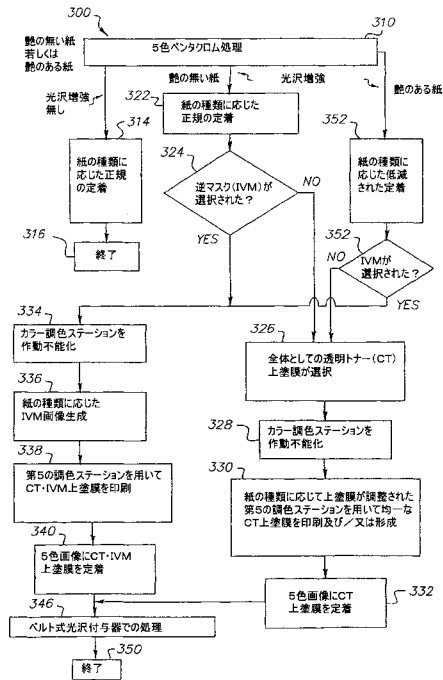 300
310
艶の無い紙
若しくは
艶のある紙
5色ペンタクロム処理
艶の無い紙
光沢増強
艶のある紙
光沢増強
無し
322
紙の種類に応じた
正規の定着
314
紙の種類に
応じた正規
の定着
324
逆マスク(IVM)が
選択された?
NO
YES
352
紙の種類に
応じた低減
された定着
316
終了
352
IVMが
選択された?
NO
YES
334
カラー調色ステーションを
作動不能化
326
全体としての透明トナー(CT)
上塗膜が選択
336
紙の種類に応じた
IVM画像生成
328
カラー調色ステーションを
作動不能化
338
第5の調色ステーションを用いて
CT・IVM上塗膜を印刷
330
紙の種類に応じて上塗膜が調整された
第5の調色ステーションを用いて均一な
CT上塗膜を印刷及び/又は形成
340
5色画像にCT・IVM
上塗膜を定着
332
5色画像にCT
上塗膜を定着
346
ベルト式光沢付与器での処理
350
終了